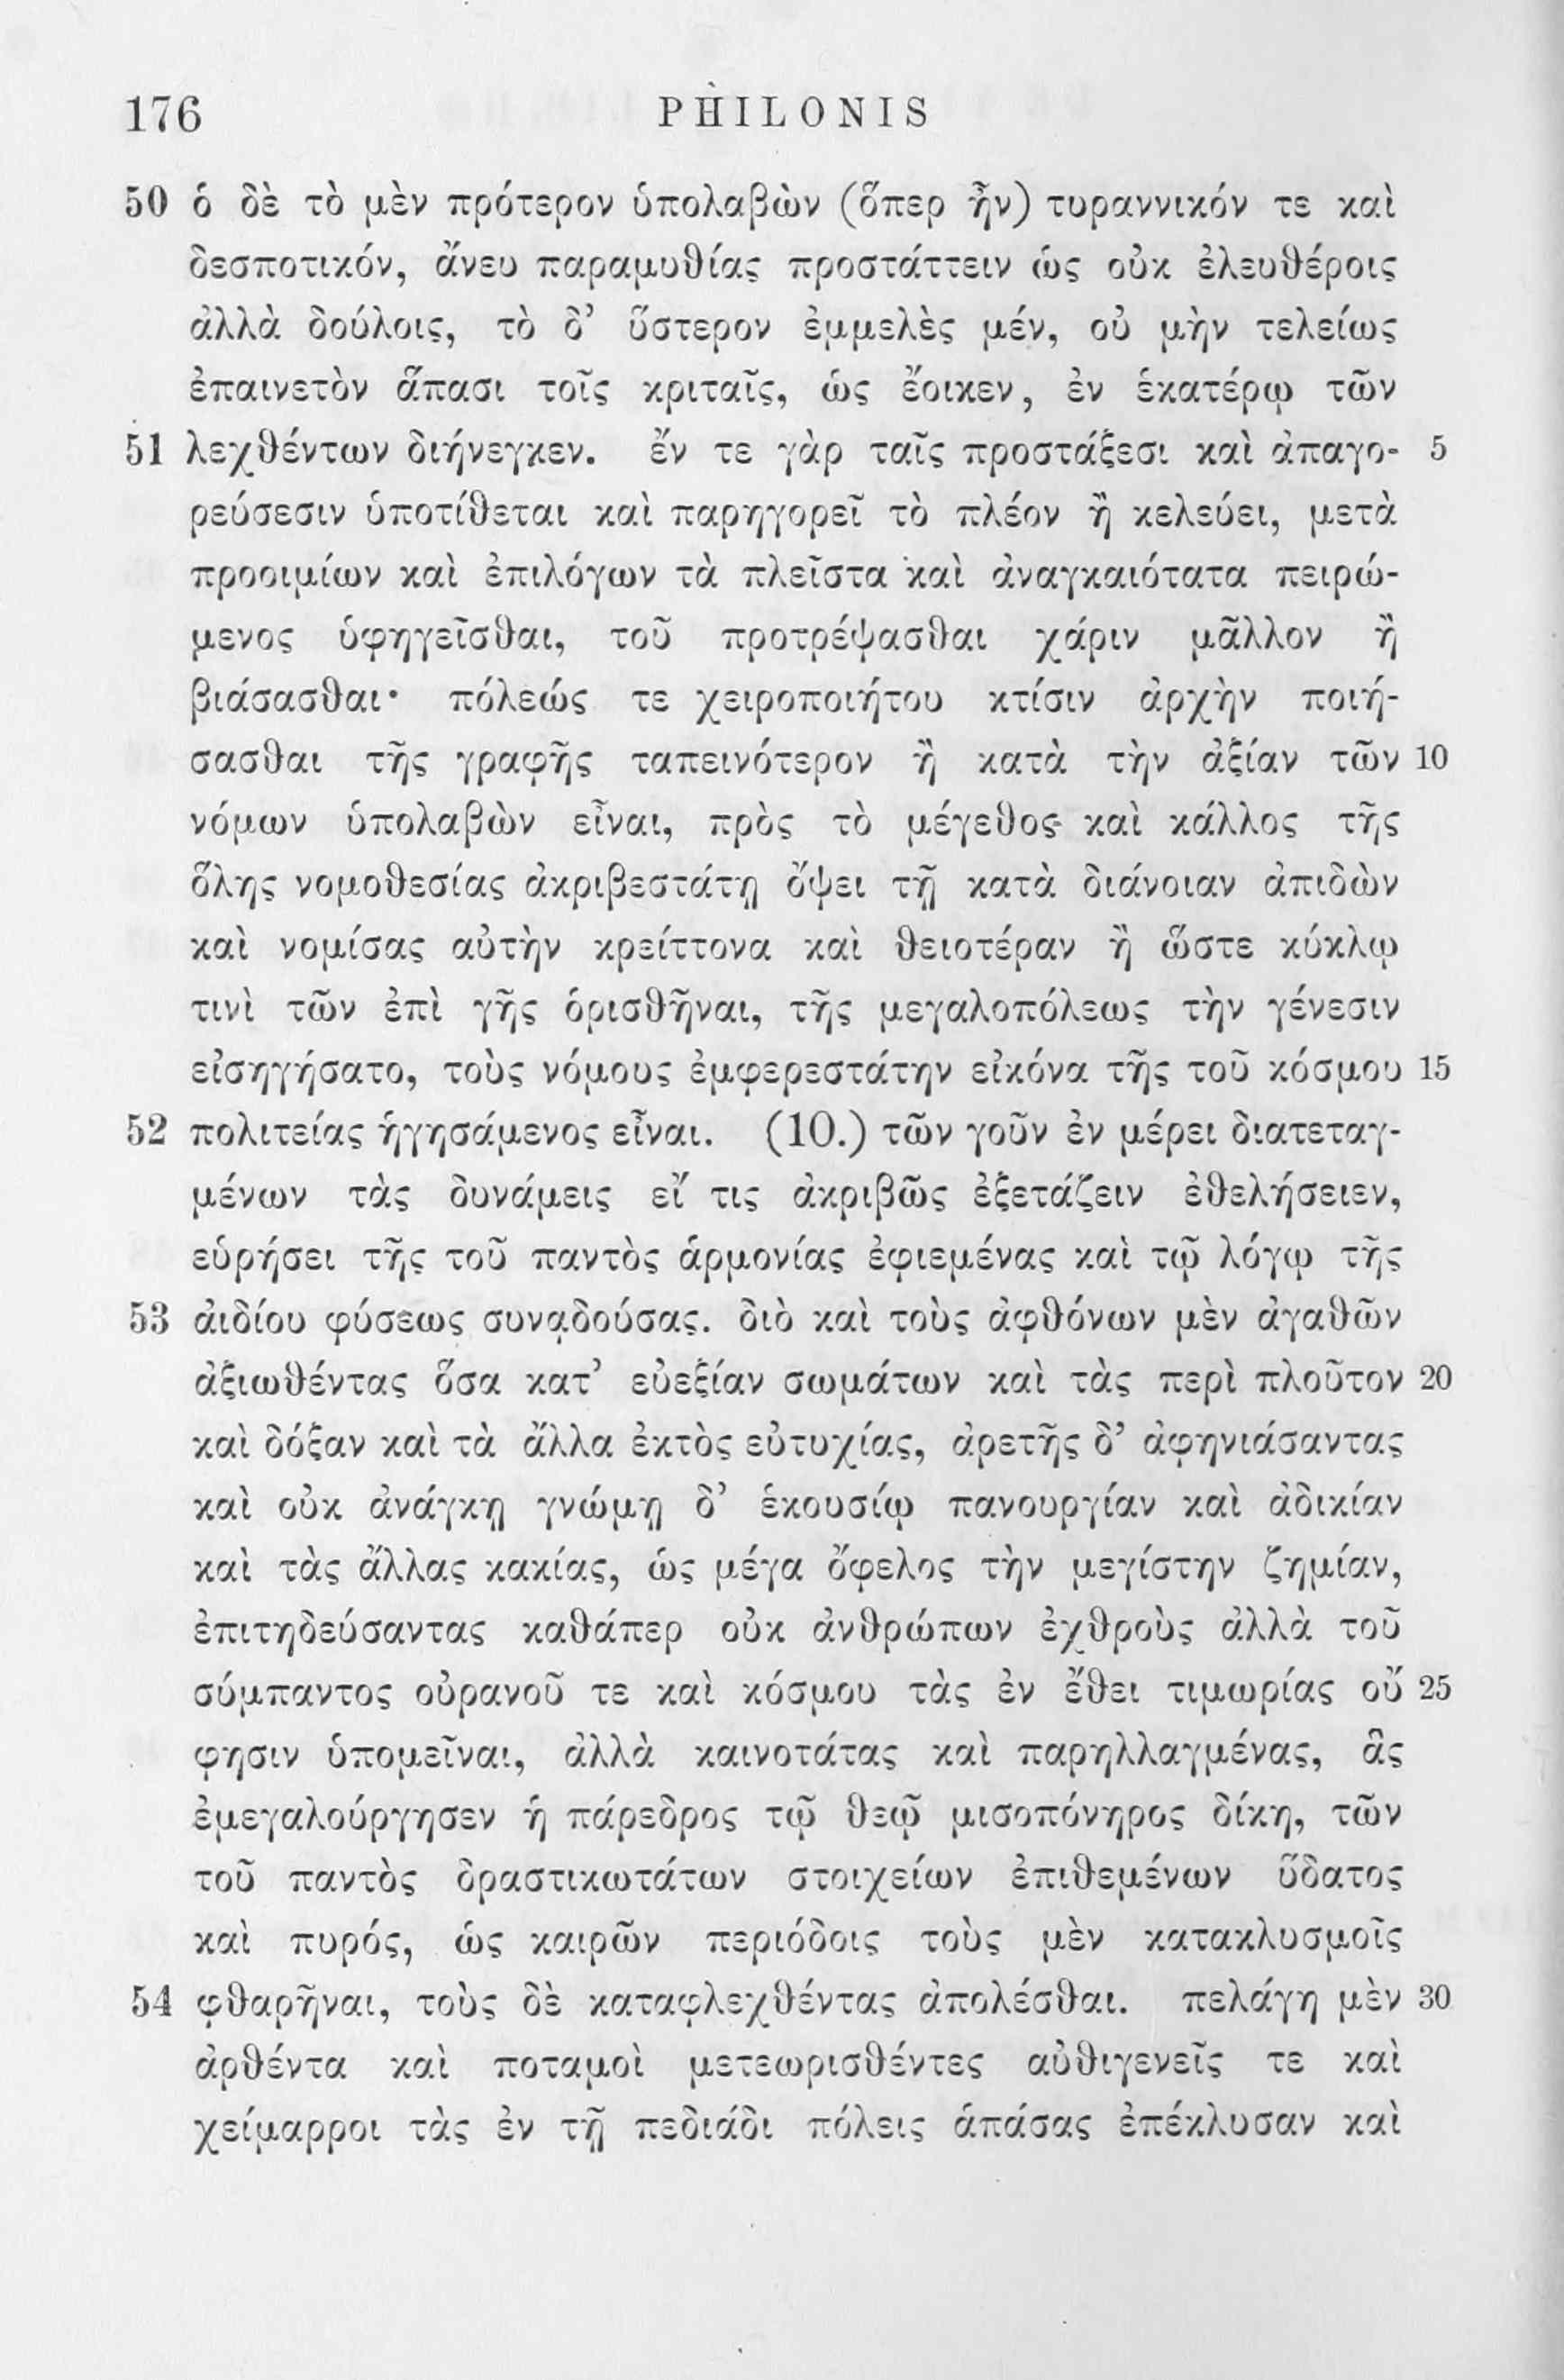 176 PHILONIS
50 ὁ δὲ τὸ μὲν πρότερον ὑπολαβὼν (ὅπερ ἦν) τυραννικόν τε καὶ
δεσποτικόν, ἄνευ παραμυθίας προστάττειν ὡς οὐκ ἐλευθέροις
ἀλλὰ δούλοις, τὸ δ’ ὕστερον ἐμμελὲς μέν, οὐ μὴν τελείως
ἐπαινετὸν ἅπασι τοῖς κριταῖς, ὡς ἔοικεν, ἐν ἑκατέρῳ τῶν
51 λεχθέντων διήνεγκεν. ἔν τε γὰρ ταῖς προστάξεσι καὶ ἀπαγο- 5
ρεύσεσιν ὑποτίθεται καὶ παρηγορεῖ τὸ πλέον ἢ κελεύει, μετὰ
προοιμίων καὶ ἐπιλόγων τὰ πλεῖστα καὶ ἀναγκαιότατα πειρώ-
μενος ὑφηγεῖσθαι, τοῦ προτρέψασθαι χάριν μᾶλλον ἢ
βιάσασθαι· πόλεώς τε χειροποιήτου κτίσιν ἀρχὴν ποιή-
σασθαι τῆς γραφῆς ταπεινότερον ἢ κατὰ τὴν ἀξίαν τῶν 10
νόμων ὑπολαβὼν εἶναι, πρὸς τὸ μέγεθος καὶ κάλλος τῆς
ὅλης νομοθεσίας ἀκριβεστάτῃ ὄψει τῇ κατὰ διάνοιαν ἀπιδὼν
καὶ νομίσας αὐτὴν κρείττονα καὶ θειοτέραν ἢ ὥστε κύκλῳ
τινὶ τῶν ἐπὶ γῆς ὁρισθῆναι, τῆς μεγαλοπόλεως τὴν γένεσιν
εἰσηγήσατο, τοὺς νόμους ἐμφερεστάτην εἰκόνα τῆς τοῦ κόσμου 15
52 πολιτείας ἡγησάμενος εἶναι. (10.) τῶν γοῦν ἐν μέρει διατεταγ-
μένων τὰς δυνάμεις εἴ τις ἀκριβῶς ἐξετάζειν ἐθελήσειεν,
εὑρήσει τῆς τοῦ παντὸς ἁρμονίας ἐφιεμένας καὶ τῷ λόγῳ τῆς
53 ἀιδίου φύσεως συνᾳδούσας. διὸ καὶ τοὺς ἀφθόνων μὲν ἀγαθῶν
ἀξιωθέντας ὅσα κατ’ εὐεξίαν σωμάτων καὶ τὰς περὶ πλοῦτον 20
καὶ δόξαν καὶ τὰ ἄλλα ἐκτὸς εὐτυχίας, ἀρετῆς δ’ ἀφηνιάσαντας
καὶ οὐκ ἀνάγκῃ γνώμῃ δ’ ἑκουσίῳ πανουργίαν καὶ ἀδικίαν
καὶ τὰς ἄλλας κακίας, ὡς μέγα ὄφελος τὴν μεγίστην ζημίαν,
ἐπιτηδεύσαντας καθάπερ οὐκ ἀνθρώπων ἐχθροὺς ἀλλὰ τοῦ
σύμπαντος οὐρανοῦ τε καὶ κόσμου τὰς ἐν ἔθει τιμωρίας οὔ 25
φησιν ὑπομεῖναι, ἀλλὰ καινοτάτας καὶ παρηλλαγμένας, ἃς
ἐμεγαλούργησεν ἡ πάρεδρος τῷ θεῷ μισοπόνηρος δίκη, τῶν
τοῦ παντὸς δραστικωτάτων στοιχείων ἐπιθεμένων ὕδατος
καὶ πυρός, ὡς καιρῶν περιόδοις τοὺς μὲν κατακλυσμοῖς
54 φθαρῆναι, τοὺς δὲ καταφλεχθέντας ἀπολέσθαι. πελάγη μὲν 30
ἀρθέντα καὶ ποταμοὶ μετεωρισθέντες αὐθιγενεῖς τε καὶ
χείμαρροι τὰς ἐν τῇ πεδιάδι πόλεις ἁπάσας ἐπέκλυσαν καὶ